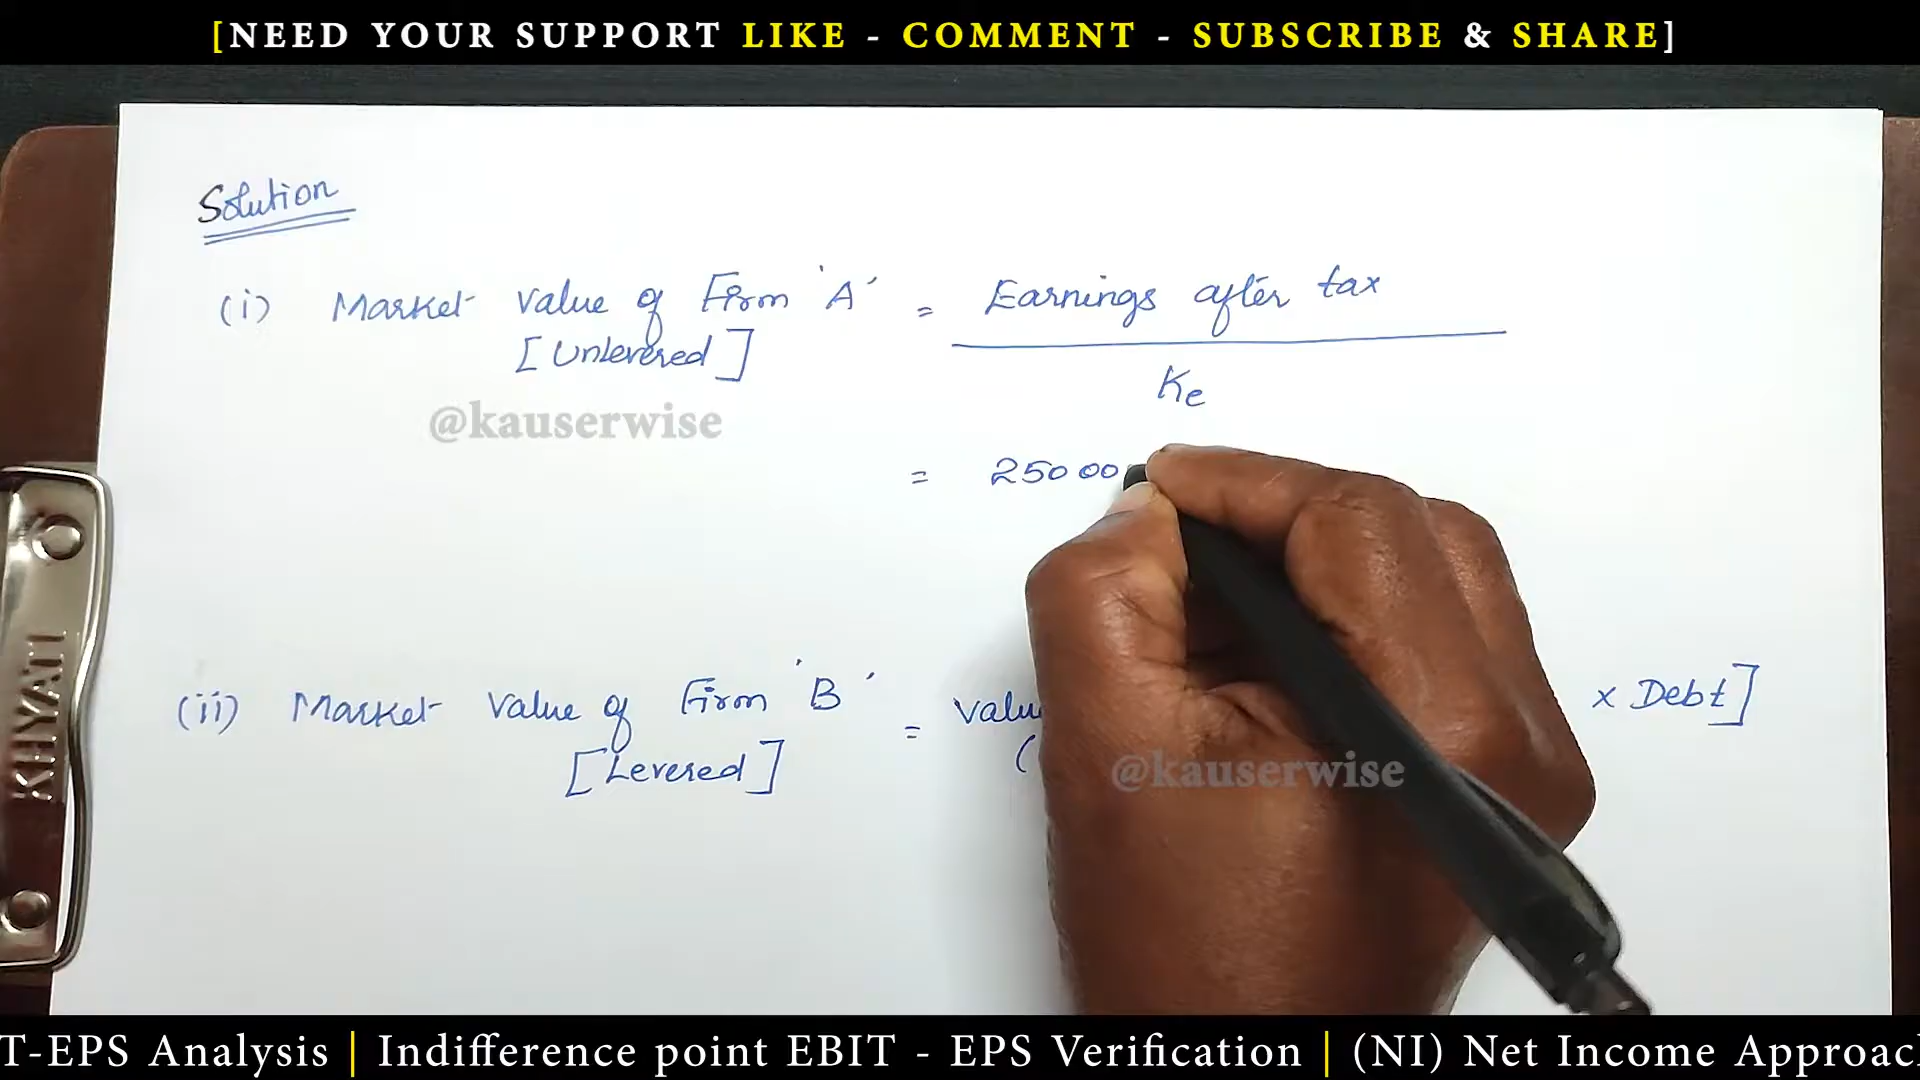 [NEED YOUR SUPPORT LIKE - COMMENT - SUBSCRIBE & SHARE]
Solution
(i) Market value of Firm 'A' = Earnings after tax
[Unlevered]
Ke
@kauserwise
= 25000
(ii) Market value of Firm 'B' = × Debt]
[Levered] (
@kauserwise
KHYATI
T-EPS Analysis | Indifference point EBIT - EPS Verification | (NI) Net Income Approac